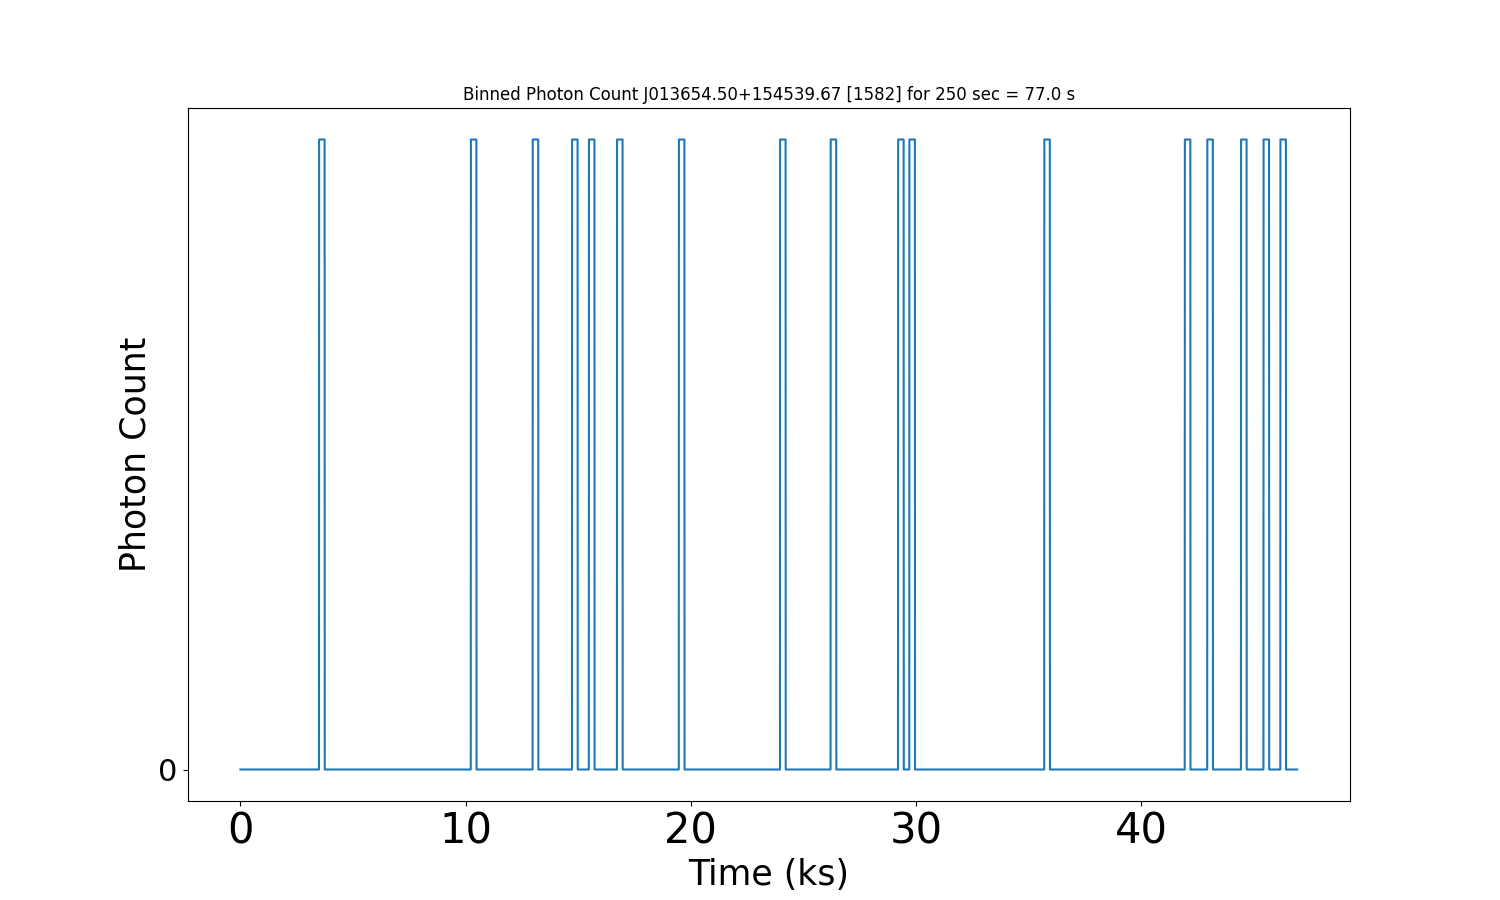 Binned Photon Count J013654.50+154539.67 [1582] for 250 sec = 77.0 s
Photon Count
0
0 10 20 30 40
Time (ks)